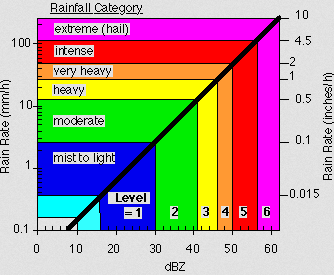 Rainfall Category
extreme (hail)
intense
very heavy
heavy
moderate
mist to light
Level
= 1
2
3
4
5
6
Rain Rate (mm/h)
100
10
1
0.1
Rain Rate (inches/h)
10
4.5
2
1
0.5
0.1
0.015
0
10
20
30
40
50
60
dBZ